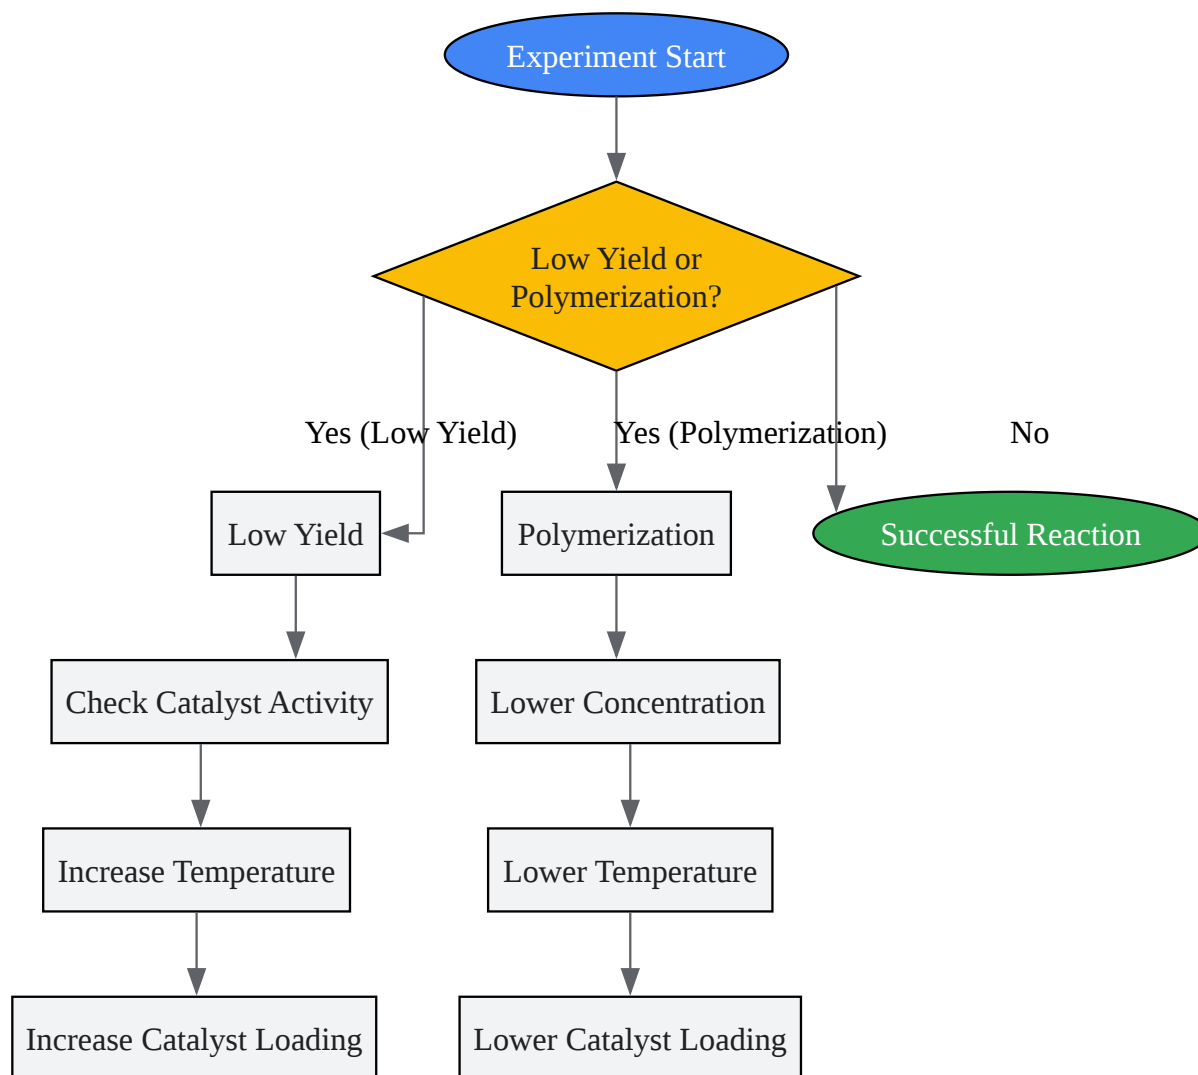 Experiment Start
Low Yield or
Polymerization?
Yes (Low Yield)
Yes (Polymerization)
No
Low Yield
Polymerization
Successful Reaction
Check Catalyst Activity
Lower Concentration
Increase Temperature
Lower Temperature
Increase Catalyst Loading
Lower Catalyst Loading